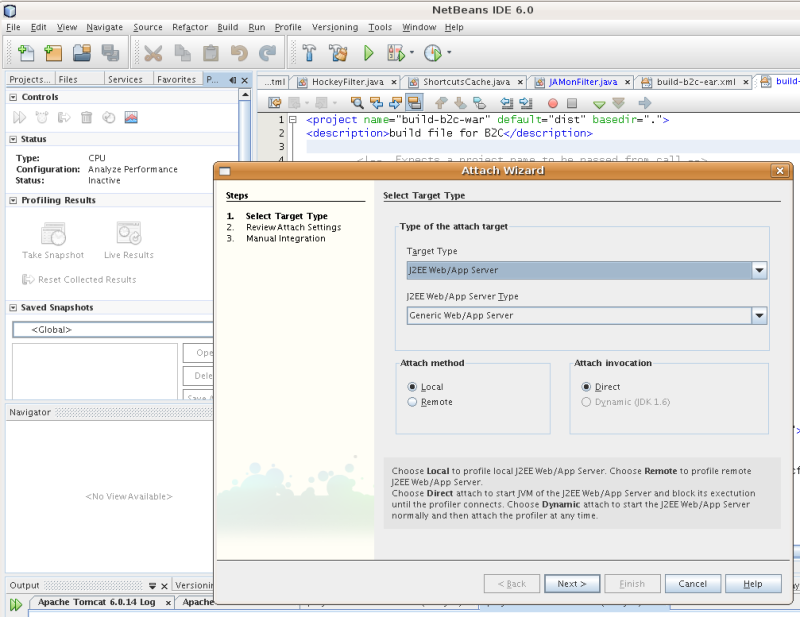 NetBeans IDE 6.0
File Edit View Navigate Source Refactor Build Run Profile Versioning Tools Window Help
Projects... Files Services Favorites P...
...tml HockeyFilter.java ShortcutsCache.java JAMonFilter.java build-b2c-ear.xml build-
Controls
1 <project name="build-b2c-war" default="dist" basedir=".">
2 <description>build file for B2C</description>
3
4 <!-- Expects a project name to be passed from call -->
Status
Type: CPU
Configuration: Analyze Performance
Status: Inactive
Profiling Results
Take Snapshot Live Results
Reset Collected Results
Saved Snapshots
<Global>
Ope
Dele
Save A
Navigator
<No View Available>
Output
Versionin
Apache Tomcat 6.0.14 Log x Apache
Attach Wizard
Steps
1. Select Target Type
2. Review Attach Settings
3. Manual Integration
Select Target Type
Type of the attach target
Target Type
J2EE Web/App Server
J2EE Web/App Server Type
Generic Web/App Server
Attach method
Local
Remote
Attach invocation
Direct
Dynamic (JDK 1.6)
Choose Local to profile local J2EE Web/App Server. Choose Remote to profile remote
J2EE Web/App Server.
Choose Direct attach to start JVM of the J2EE Web/App Server and block its exectution
until the profiler connects. Choose Dynamic attach to start the J2EE Web/App Server
normally and then attach the profiler at any time.
< Back Next > Finish Cancel Help